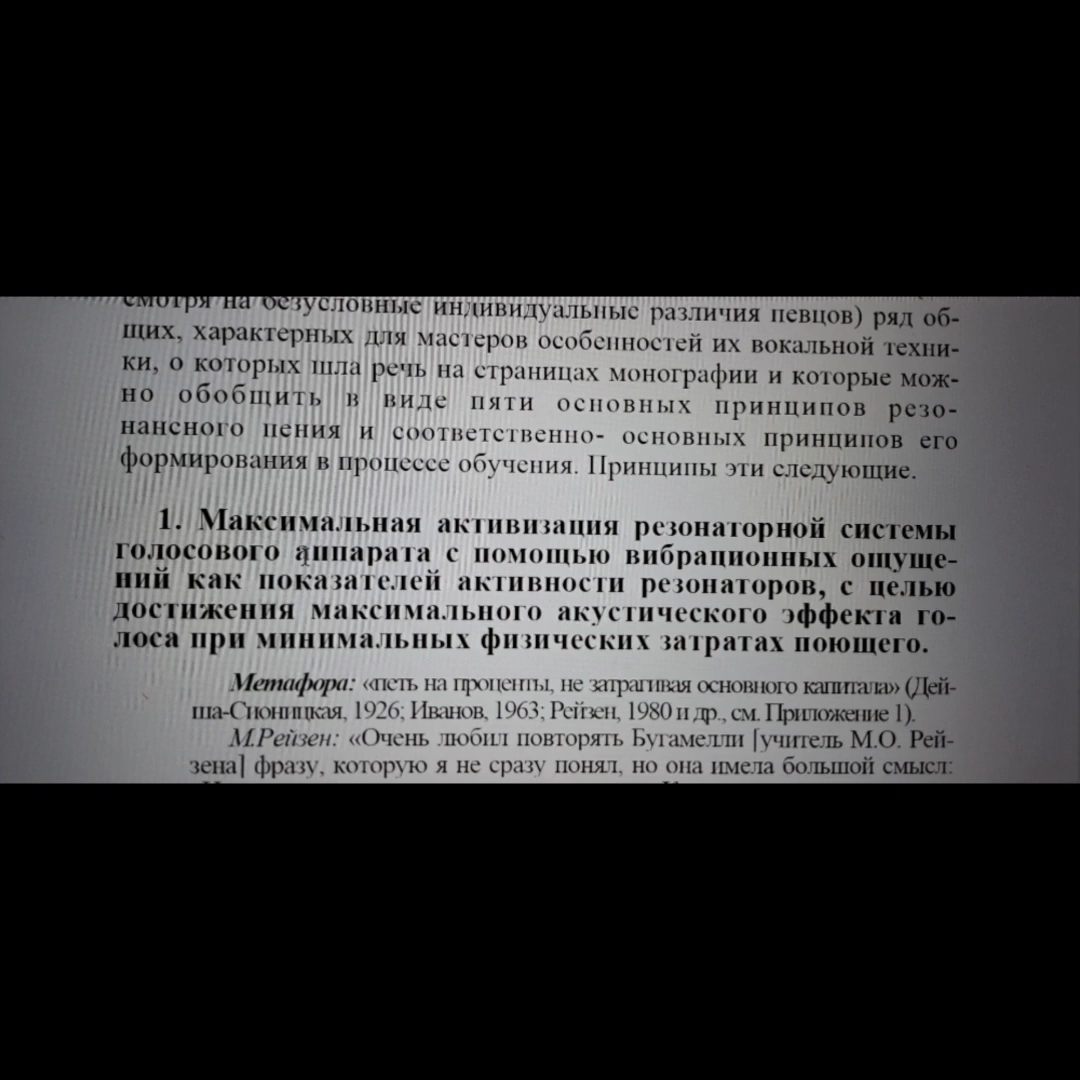 смотря на безусловные индивидуальные различия певцов) ряд об-
щих, характерных для мастеров особенностей их вокальной техни-
ки, о которых шла речь на страницах монографии и которые мож-
но обобщить в виде пяти основных принципов резо-
нансного пения и соответственно- основных принципов его
формирования в процессе обучения. Принципы эти следующие.
1. Максимальная активизация резонаторной системы
голосового аппарата с помощью вибрационных ощуще-
ний как показателей активности резонаторов, с целью
достижения максимального акустического эффекта го-
лоса при минимальных физических затратах поющего.
Метафора: «петь на проценты, не затрагивая основного капитала» (Дей-
ша-Сионицкая, 1926; Иванов, 1963; Рейзен, 1980 и др., см. Приложение 1).
М.Рейзен: «Очень любил повторять Бугамелли [учитель М.О. Рей-
зена] фразу, которую я не сразу понял, но она имела большой смысл: